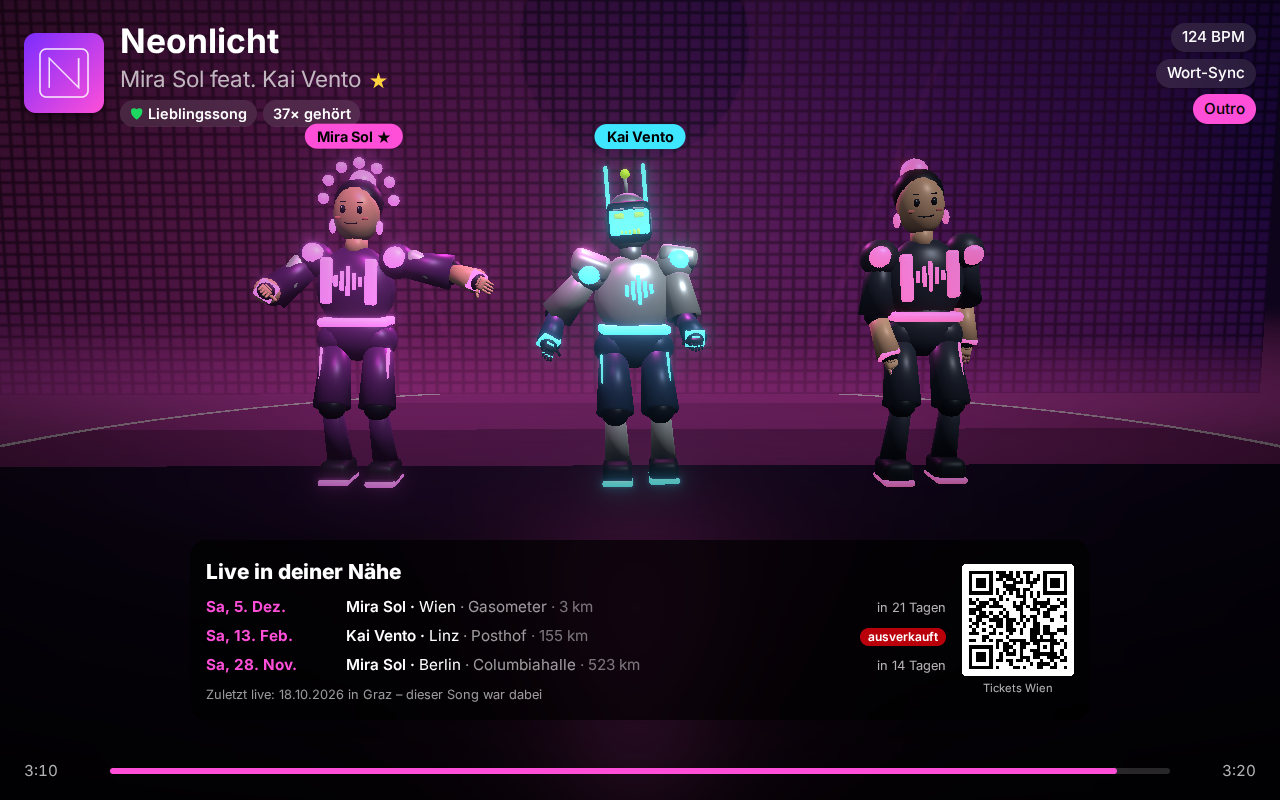 N
Neonlicht
Mira Sol feat. Kai Vento ★
Lieblingssong 37× gehört
124 BPM
Wort-Sync
Outro
Mira Sol ★
Kai Vento
Live in deiner Nähe
Sa, 5. Dez. Mira Sol · Wien · Gasometer · 3 km in 21 Tagen
Sa, 13. Feb. Kai Vento · Linz · Posthof · 155 km ausverkauft
Sa, 28. Nov. Mira Sol · Berlin · Columbiahalle · 523 km in 14 Tagen
Zuletzt live: 18.10.2026 in Graz – dieser Song war dabei
Tickets Wien
3:10 3:20